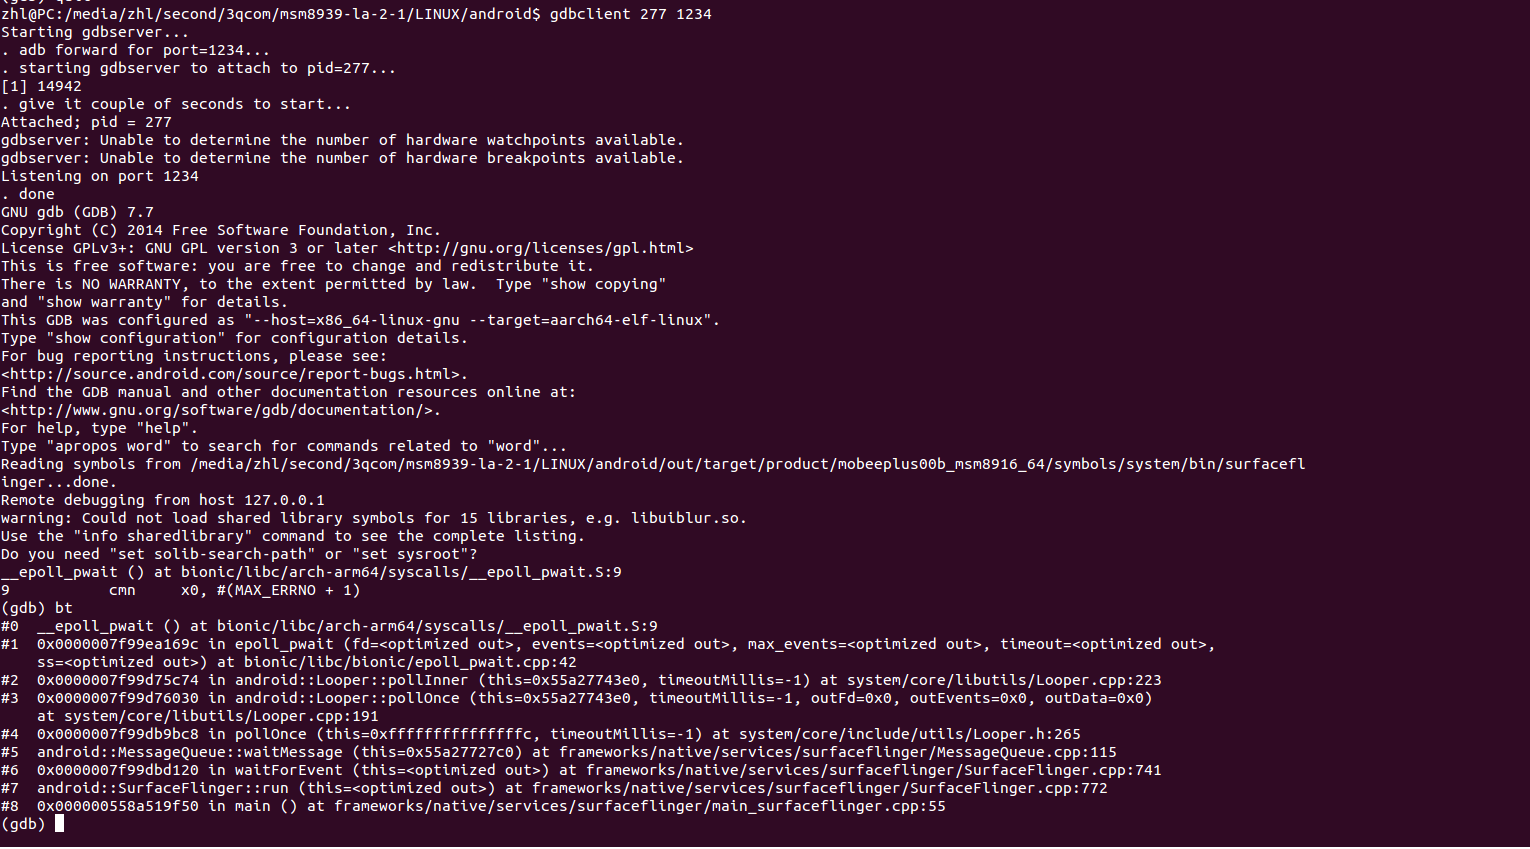 zhl@PC:/media/zhl/second/3qcom/msm8939-la-2-1/LINUX/android$ gdbclient 277 1234
Starting gdbserver...
. adb forward for port=1234...
. starting gdbserver to attach to pid=277...
[1] 14942
. give it couple of seconds to start...
Attached; pid = 277
gdbserver: Unable to determine the number of hardware watchpoints available.
gdbserver: Unable to determine the number of hardware breakpoints available.
Listening on port 1234
. done
GNU gdb (GDB) 7.7
Copyright (C) 2014 Free Software Foundation, Inc.
License GPLv3+: GNU GPL version 3 or later <http://gnu.org/licenses/gpl.html>
This is free software: you are free to change and redistribute it.
There is NO WARRANTY, to the extent permitted by law.  Type "show copying"
and "show warranty" for details.
This GDB was configured as "--host=x86_64-linux-gnu --target=aarch64-elf-linux".
Type "show configuration" for configuration details.
For bug reporting instructions, please see:
<http://source.android.com/source/report-bugs.html>.
Find the GDB manual and other documentation resources online at:
<http://www.gnu.org/software/gdb/documentation/>.
For help, type "help".
Type "apropos word" to search for commands related to "word"...
Reading symbols from /media/zhl/second/3qcom/msm8939-la-2-1/LINUX/android/out/target/product/mobeeplus00b_msm8916_64/symbols/system/bin/surfacefl
inger...done.
Remote debugging from host 127.0.0.1
warning: Could not load shared library symbols for 15 libraries, e.g. libuiblur.so.
Use the "info sharedlibrary" command to see the complete listing.
Do you need "set solib-search-path" or "set sysroot"?
__epoll_pwait () at bionic/libc/arch-arm64/syscalls/__epoll_pwait.S:9
9           cmn     x0, #(MAX_ERRNO + 1)
(gdb) bt
#0  __epoll_pwait () at bionic/libc/arch-arm64/syscalls/__epoll_pwait.S:9
#1  0x0000007f99ea169c in epoll_pwait (fd=<optimized out>, events=<optimized out>, max_events=<optimized out>, timeout=<optimized out>,
    ss=<optimized out>) at bionic/libc/bionic/epoll_pwait.cpp:42
#2  0x0000007f99d75c74 in android::Looper::pollInner (this=0x55a27743e0, timeoutMillis=-1) at system/core/libutils/Looper.cpp:223
#3  0x0000007f99d76030 in android::Looper::pollOnce (this=0x55a27743e0, timeoutMillis=-1, outFd=0x0, outEvents=0x0, outData=0x0)
    at system/core/libutils/Looper.cpp:191
#4  0x0000007f99db9bc8 in pollOnce (this=0xfffffffffffffffc, timeoutMillis=-1) at system/core/include/utils/Looper.h:265
#5  android::MessageQueue::waitMessage (this=0x55a27727c0) at frameworks/native/services/surfaceflinger/MessageQueue.cpp:115
#6  0x0000007f99dbd120 in waitForEvent (this=<optimized out>) at frameworks/native/services/surfaceflinger/SurfaceFlinger.cpp:741
#7  android::SurfaceFlinger::run (this=<optimized out>) at frameworks/native/services/surfaceflinger/SurfaceFlinger.cpp:772
#8  0x000000558a519f50 in main () at frameworks/native/services/surfaceflinger/main_surfaceflinger.cpp:55
(gdb)